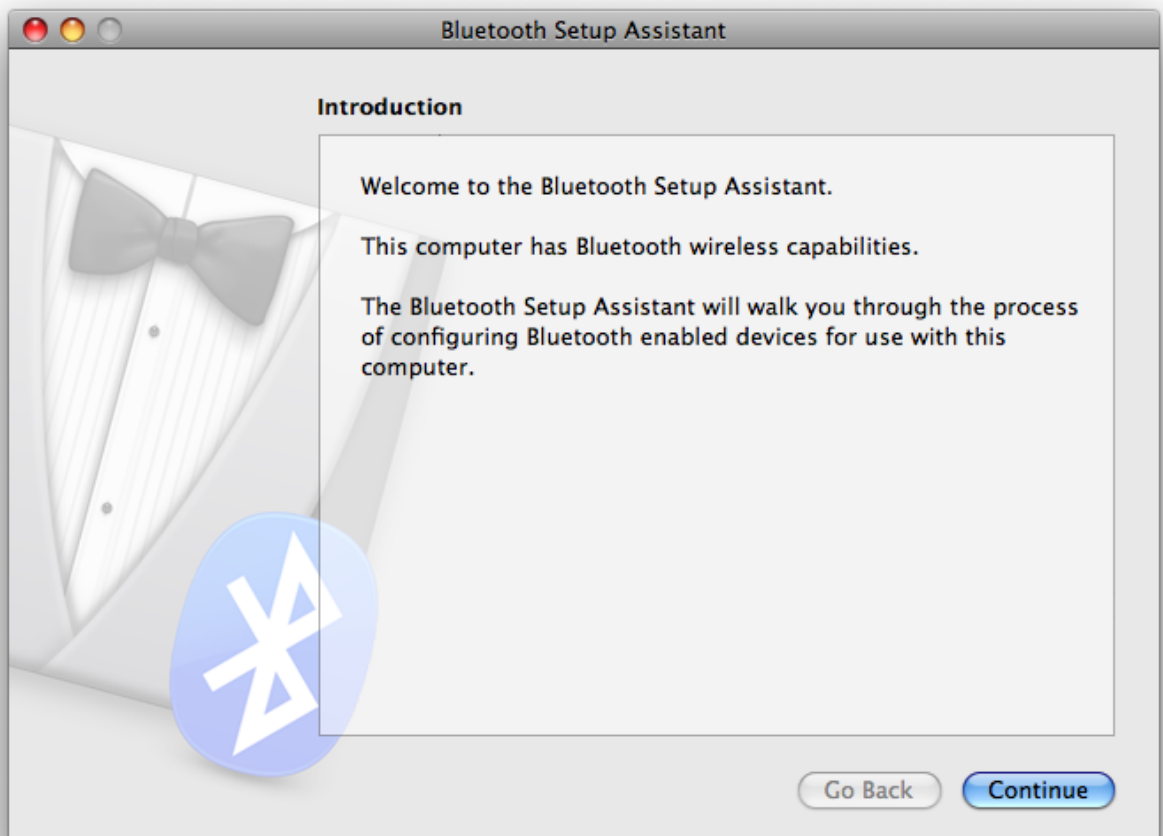 Bluetooth Setup Assistant
Introduction
Welcome to the Bluetooth Setup Assistant.
This computer has Bluetooth wireless capabilities.
The Bluetooth Setup Assistant will walk you through the process
of configuring Bluetooth enabled devices for use with this
computer.
Go Back
Continue